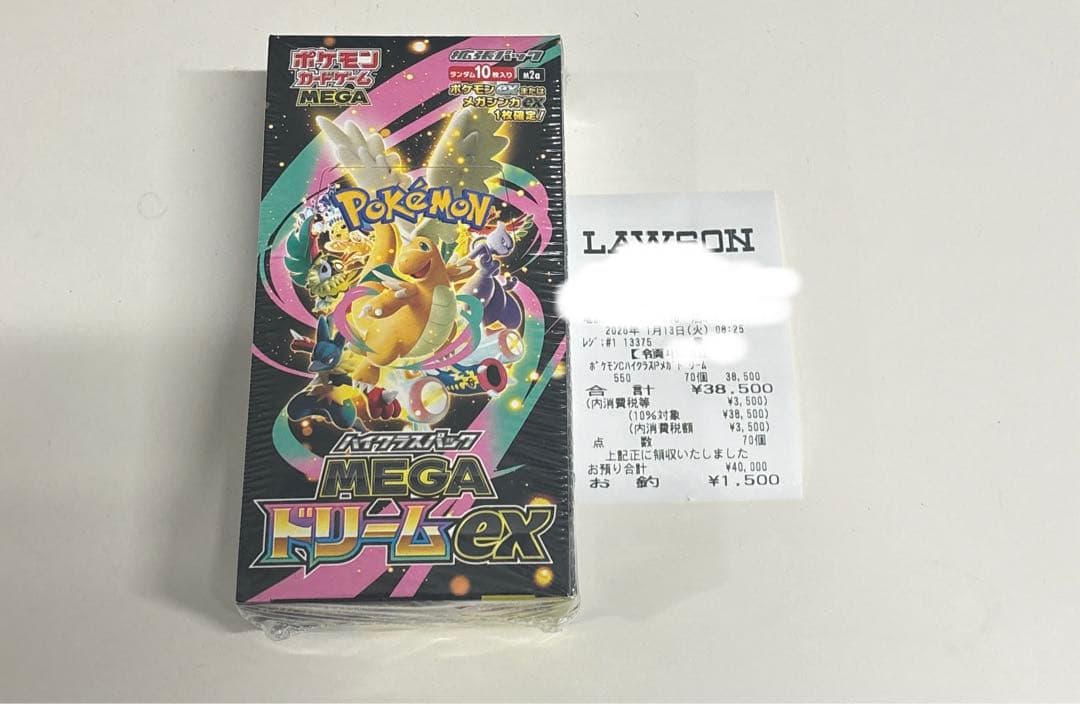 ポケモン
カードゲーム
MEGA
拡張パック
ランダム10枚入り M2a
ポケモンexまたは
メガシンカex
1枚確定!
POKÉMON
ハイクラスパック
MEGA
ドリームex
LAWSON
2026年 1月13日(火) 08:25
レジ:#1 13375
【領
ポケモンCハイクラスPメガドリーム
550 70個 38,500
合 計 ¥38,500
(内消費税等 ¥3,500)
(10%対象 ¥38,500)
(内消費税額 ¥3,500)
点 数 70個
上記正に領収いたしました
お預り合計 ¥40,000
お 釣 ¥1,500